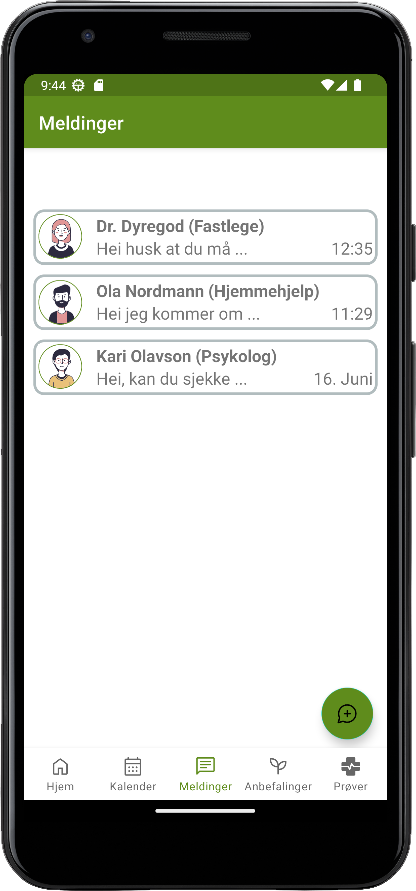 9:44
Meldinger
Dr. Dyregod (Fastlege)
Hei husk at du må ... 12:35
Ola Nordmann (Hjemmehjelp)
Hei jeg kommer om ... 11:29
Kari Olavson (Psykolog)
Hei, kan du sjekke ... 16. Juni
Hjem Kalender Meldinger Anbefalinger Prøver